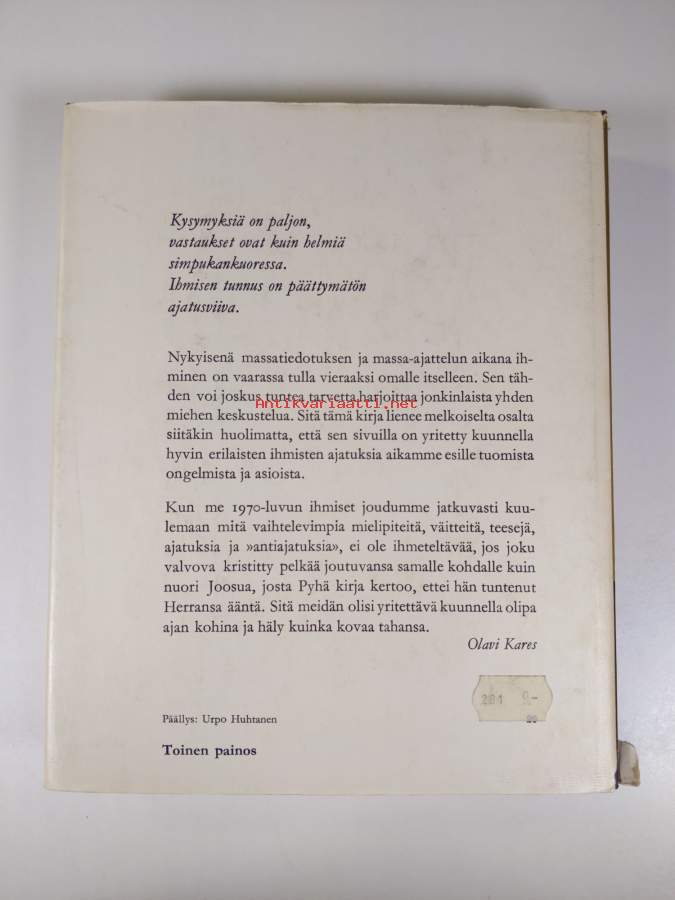 Kysymyksiä on paljon,
vastaukset ovat kuin helmiä
simpukankuoressa.
Ihmisen tunnus on päättymätön
ajatusviiva.
Nykyisenä massatiedotuksen ja massa-ajattelun aikana ih-
minen on vaarassa tulla vieraaksi omalle itselleen. Sen täh-
den voi joskus tuntea tarvetta harjoittaa jonkinlaista yhden
Antikvariaatti.net
miehen keskustelua. Sitä tämä kirja lienee melkoiselta osalta
siitäkin huolimatta, että sen sivuilla on yritetty kuunnella
hyvin erilaisten ihmisten ajatuksia aikamme esille tuomista
ongelmista ja asioista.
Kun me 1970-luvun ihmiset joudumme jatkuvasti kuu-
lemaan mitä vaihtelevimpia mielipiteitä, väitteitä, teesejä,
ajatuksia ja »antiajatuksia», ei ole ihmeteltävää, jos joku
valvova kristitty pelkää joutuvansa samalle kohdalle kuin
nuori Joosua, josta Pyhä kirja kertoo, ettei hän tuntenut
Herransa ääntä. Sitä meidän olisi yritettävä kuunnella olipa
ajan kohina ja häly kuinka kovaa tahansa.
Olavi Kares
Päällys: Urpo Huhtanen
Toinen painos